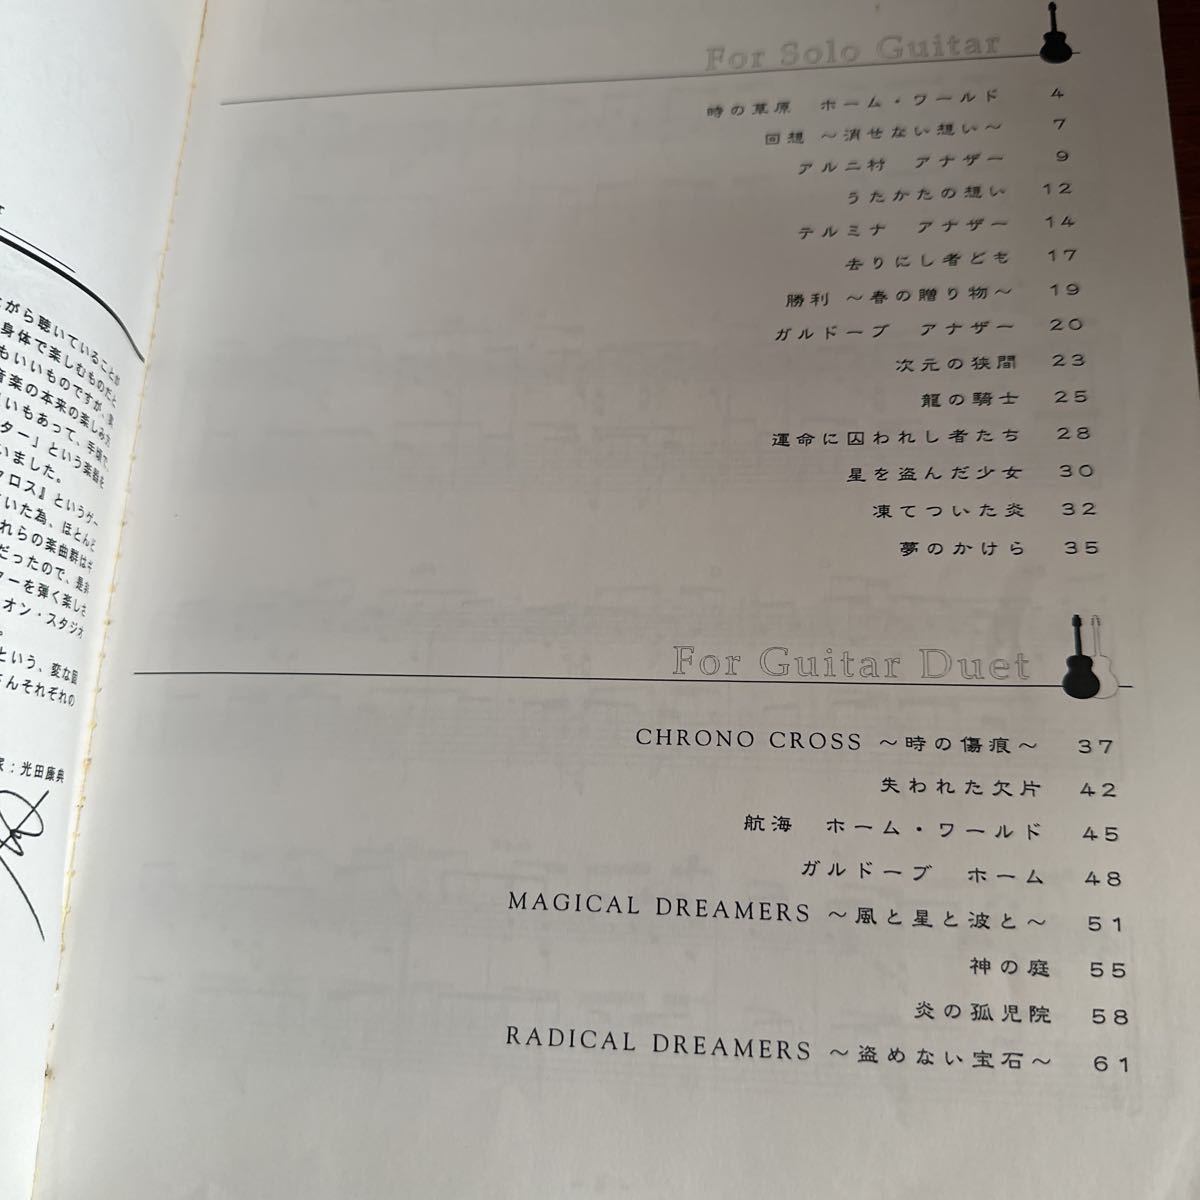 がら聴いていることが
身体で楽しむものだと
もいいものですが、
音楽の本来の楽しみ方
いもあって、手頃で、
ター」という楽器を
いました。
クロス』というゲー
ていた為、ほとんど
れらの楽曲群はギ
だったので、是非
ターを弾く楽しさ
オン・スタジオ
。
という、変な国
さんそれぞれの
家：光田康典
For Solo Guitar
時の草原　ホーム・ワールド 4
回想 ～消せない想い～ 7
アルニ村　アナザー 9
うたかたの想い 12
テルミナ　アナザー 14
去りにし者ども 17
勝利 ～春の贈り物～ 19
ガルドーブ　アナザー 20
次元の狭間 23
龍の騎士 25
運命に囚われし者たち 28
星を盗んだ少女 30
凍てついた炎 32
夢のかけら 35
For Guitar Duet
CHRONO CROSS ～時の傷痕～ 37
失われた欠片 42
航海　ホーム・ワールド 45
ガルドーブ　ホーム 48
MAGICAL DREAMERS ～風と星と波と～ 51
神の庭 55
炎の孤児院 58
RADICAL DREAMERS ～盗めない宝石～ 61